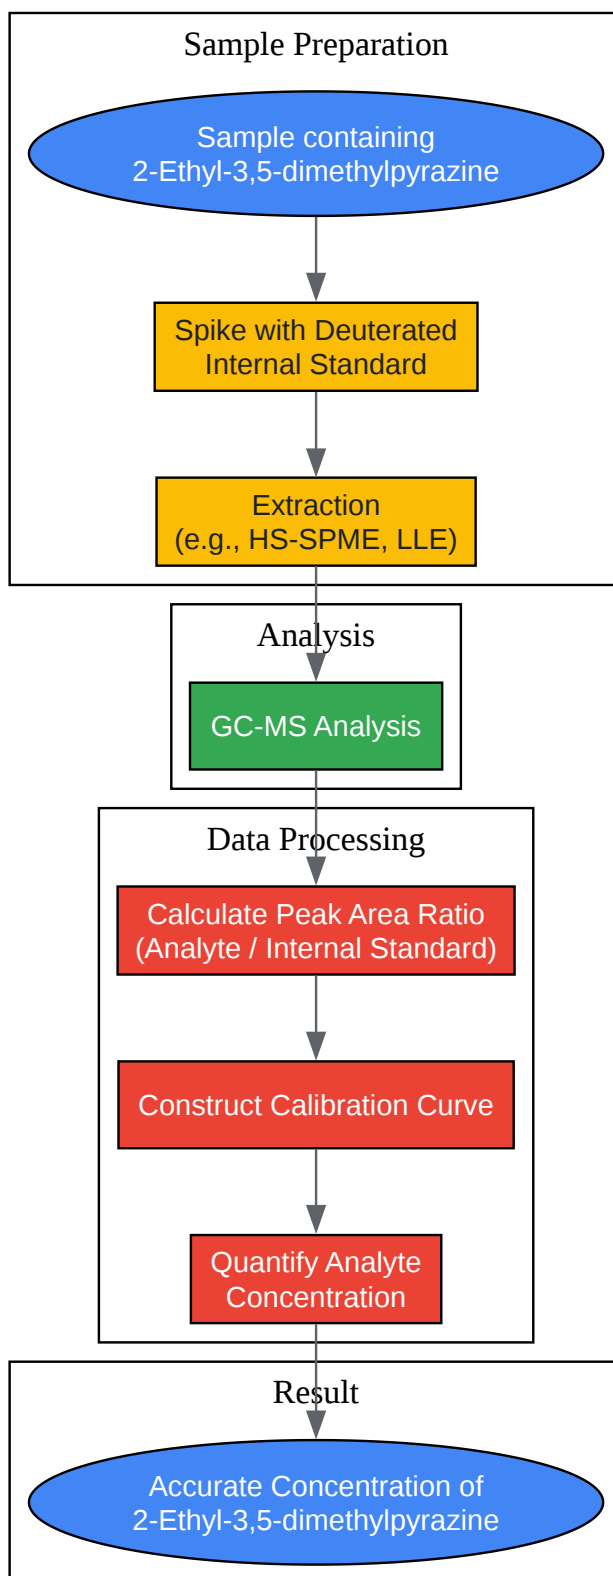 Sample Preparation
Sample containing
2-Ethyl-3,5-dimethylpyrazine
Spike with Deuterated
Internal Standard
Extraction
(e.g., HS-SPME, LLE)
Analysis
GC-MS Analysis
Data Processing
Calculate Peak Area Ratio
(Analyte / Internal Standard)
Construct Calibration Curve
Quantify Analyte
Concentration
Result
Accurate Concentration of
2-Ethyl-3,5-dimethylpyrazine